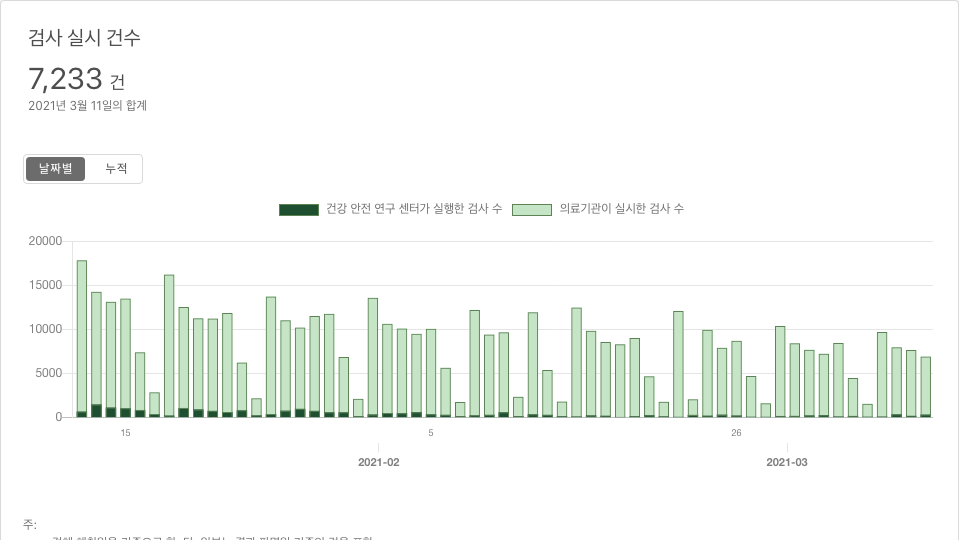 검사 실시 건수
7,233 건
2021년 3월 11일의 합계
날짜별 누적
건강 안전 연구 센터가 실행한 검사 수 의료기관이 실시한 검사 수
20000
15000
10000
5000
0
15 5 26
2021-02 2021-03
주: